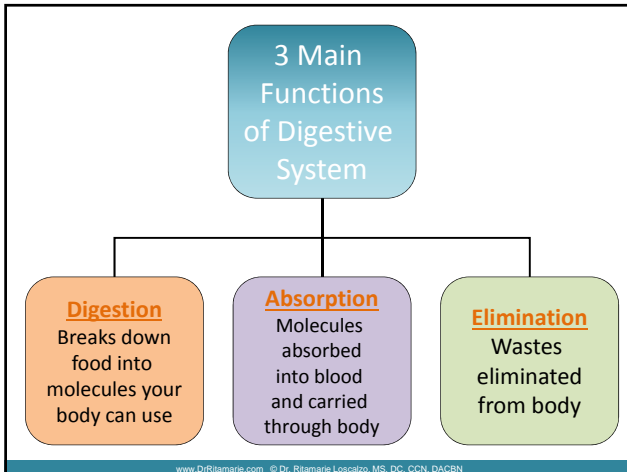 3 Main
Functions
of Digestive
System
Digestion
Breaks down
food into
molecules your
body can use
Absorption
Molecules
absorbed
into blood
and carried
through body
Elimination
Wastes
eliminated
from body
www.DrRitamarie.com © Dr. Ritamarie Loscalzo, MS, DC, CCN, DACBN